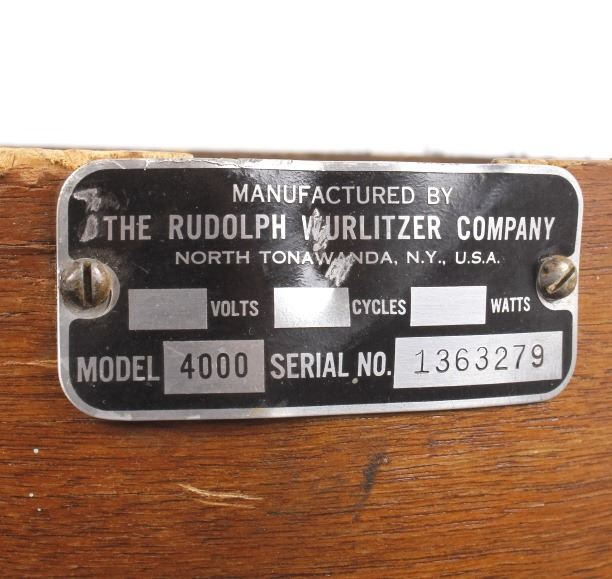 MANUFACTURED BY
THE RUDOLPH WURLITZER COMPANY
NORTH TONAWANDA, N.Y., U.S.A.
VOLTS CYCLES WATTS
MODEL 4000 SERIAL NO. 1363279